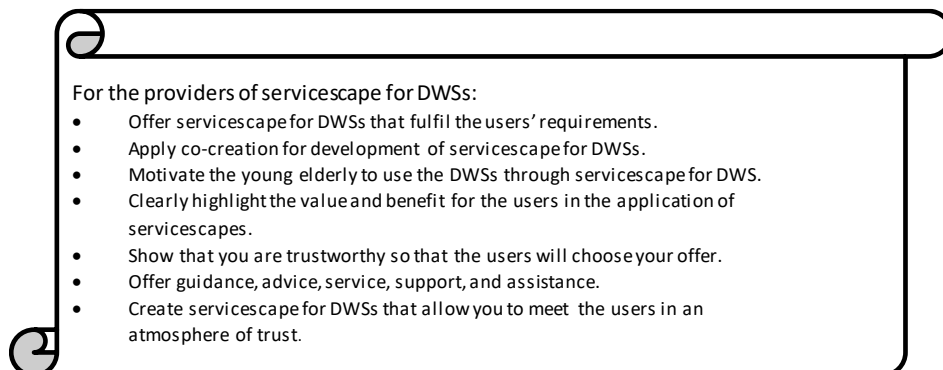 For the providers of servicescape for DWSs:
• Offer servicescape for DWSs that fulfil the users' requirements.
• Apply co-creation for development of servicescape for DWSs.
• Motivate the young elderly to use the DWSs through servicescape for DWS.
• Clearly highlight the value and benefit for the users in the application of
servicescapes.
• Show that you are trustworthy so that the users will choose your offer.
• Offer guidance, advice, service, support, and assistance.
• Create servicescape for DWSs that allow you to meet the users in an
atmosphere of trust.